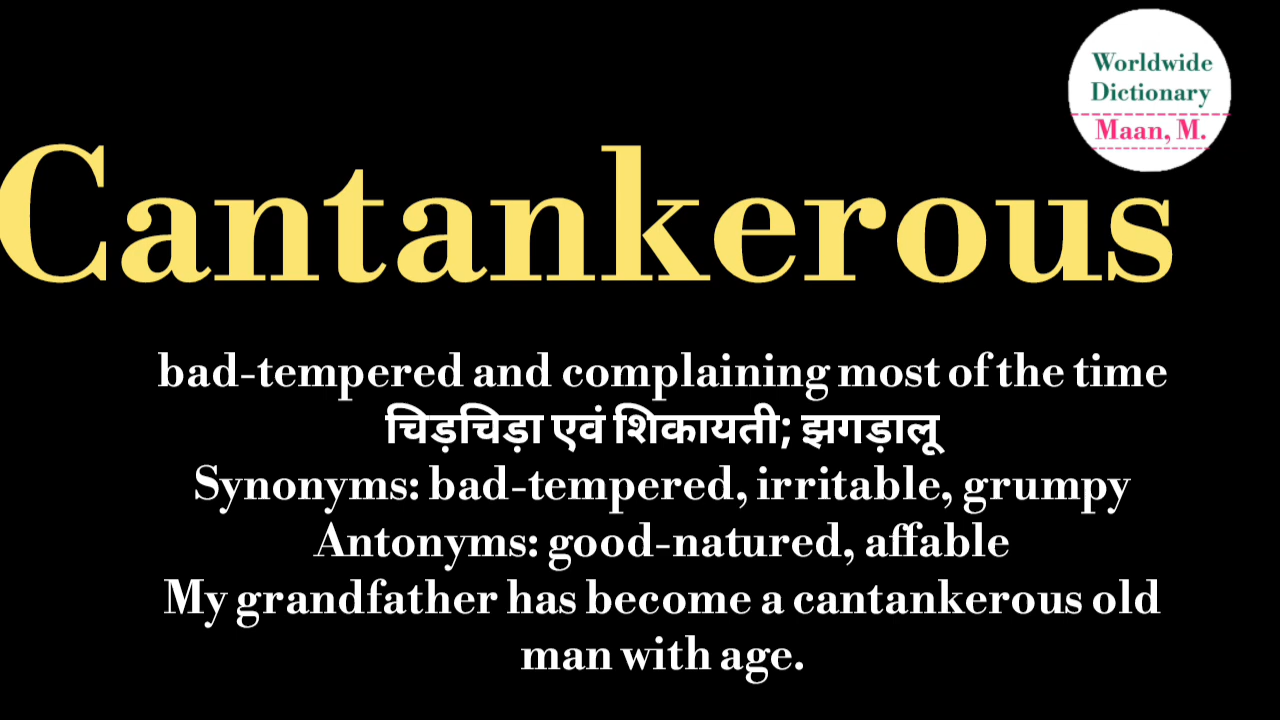 Worldwide
Dictionary
Maan, M.
Cantankerous
bad-tempered and complaining most of the time
चिड़चिड़ा एवं शिकायती; झगड़ालू
Synonyms: bad-tempered, irritable, grumpy
Antonyms: good-natured, affable
My grandfather has become a cantankerous old
man with age.